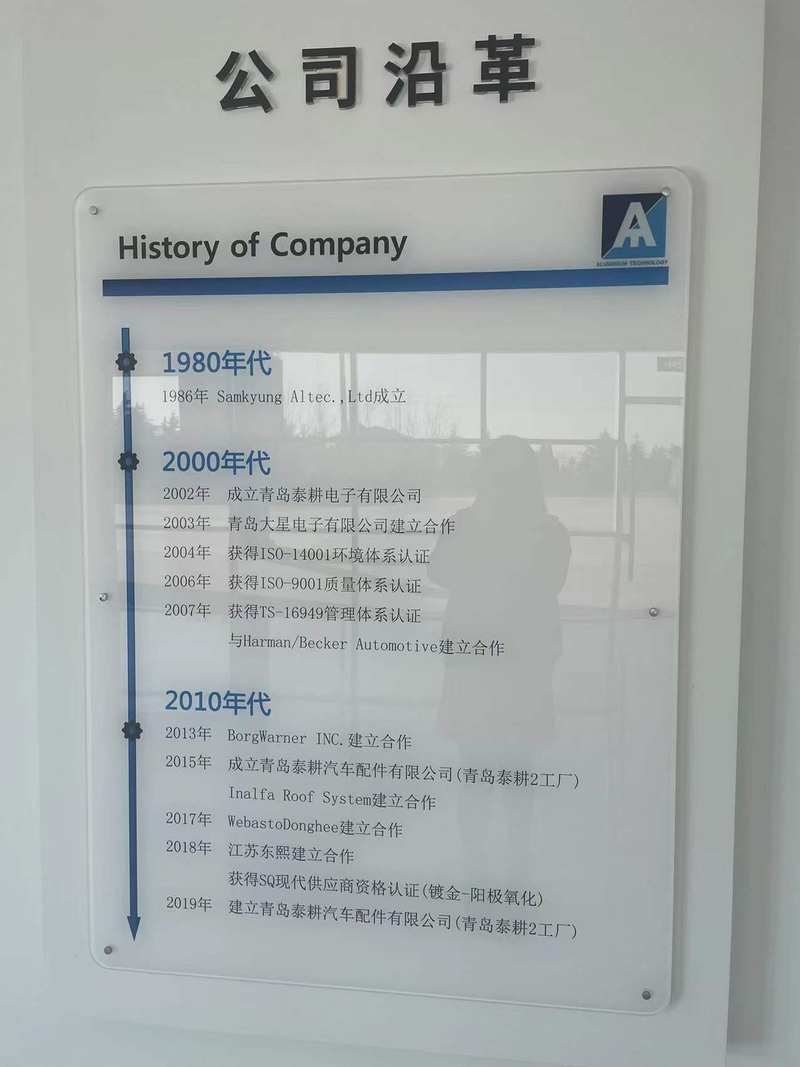 公司沿革
History of Company
AT
ALUMINIUM TECHNOLOGY
1980年代
1986年 Samkyung Altec.,Ltd成立
2000年代
2002年 成立青岛泰耕电子有限公司
2003年 青岛大星电子有限公司建立合作
2004年 获得ISO-14001环境体系认证
2006年 获得ISO-9001质量体系认证
2007年 获得TS-16949管理体系认证
与Harman/Becker Automotive建立合作
2010年代
2013年 BorgWarner INC.建立合作
2015年 成立青岛泰耕汽车配件有限公司(青岛泰耕2工厂)
Inalfa Roof System建立合作
2017年 WebastoDonghee建立合作
2018年 江苏东熙建立合作
获得SQ现代供应商资格认证(镀金-阳极氧化)
2019年 建立青岛泰耕汽车配件有限公司(青岛泰耕2工厂)